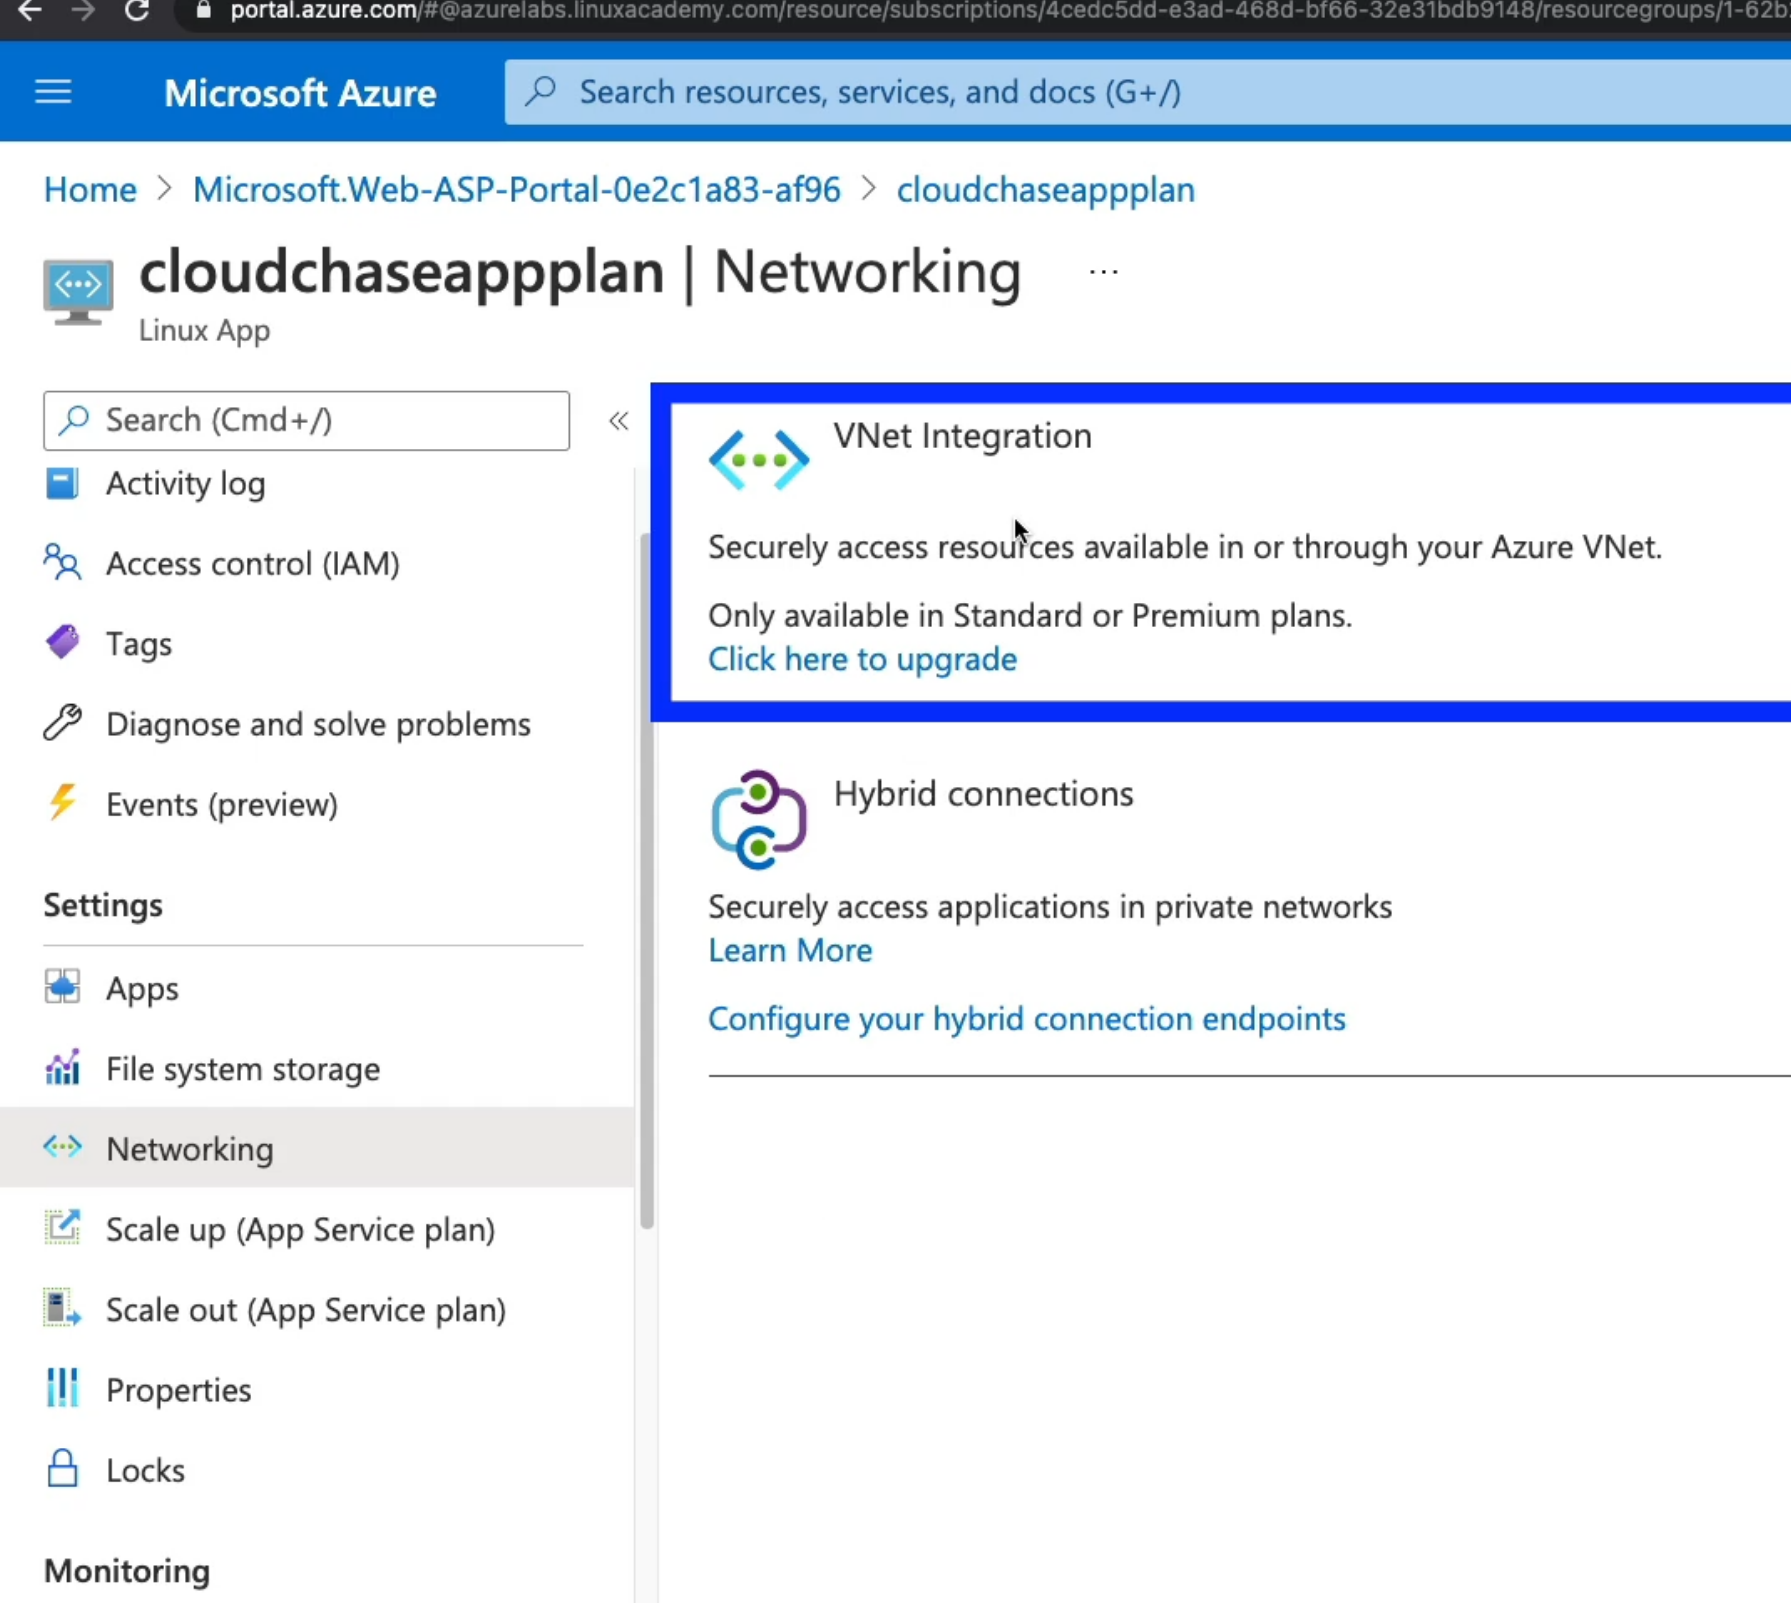 portal.azure.com/#@azurelabs.linuxacademy.com/resource/subscriptions/4cedc5dd-e3ad-468d-bf66-32e31bdb9148/resourcegroups/1-62b
Microsoft Azure
Search resources, services, and docs (G+/)
Home > Microsoft.Web-ASP-Portal-0e2c1a83-af96 > cloudchaseappplan
cloudchaseappplan | Networking ...
Linux App
Search (Cmd+/)
«
Activity log
Access control (IAM)
Tags
Diagnose and solve problems
Events (preview)
Settings
Apps
File system storage
Networking
Scale up (App Service plan)
Scale out (App Service plan)
Properties
Locks
Monitoring
VNet Integration
Securely access resources available in or through your Azure VNet.
Only available in Standard or Premium plans.
Click here to upgrade
Hybrid connections
Securely access applications in private networks
Learn More
Configure your hybrid connection endpoints